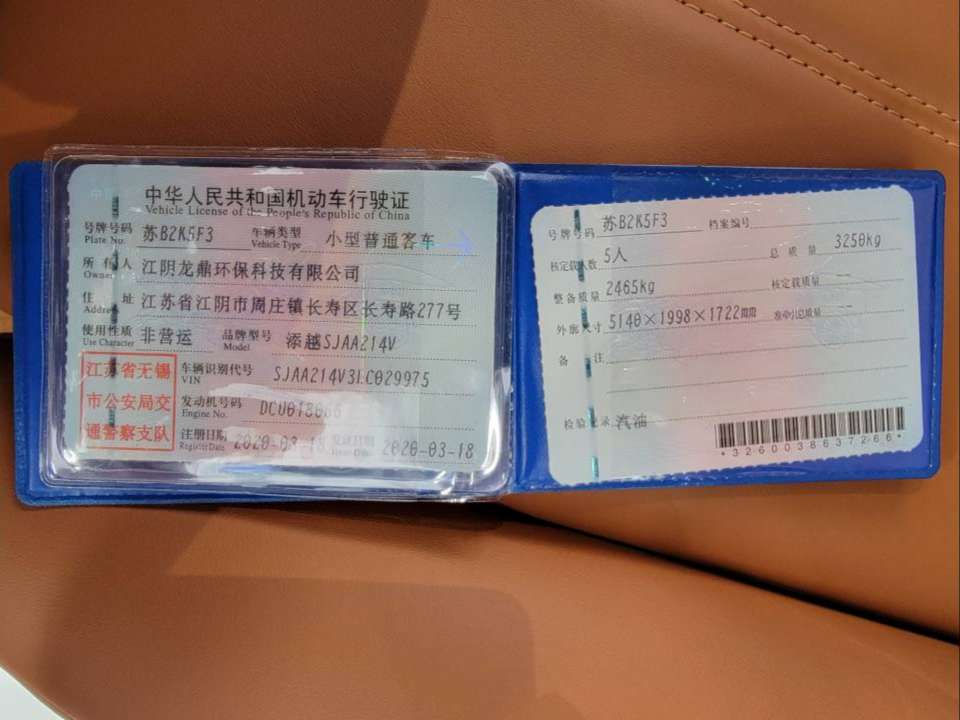 中华人民共和国机动车行驶证
Vehicle License of the People's Republic of China
号牌号码 苏B2K5F3 车辆类型 小型普通客车
Plate No. Vehicle Type
所有人 江阴龙鼎环保科技有限公司
Owner
住址 江苏省江阴市周庄镇长寿区长寿路277号
Address
使用性质 非营运 品牌型号 添越SJAA214V
Use Character Model
江苏省无锡
市公安局交
通警察支队
车辆识别代号 SJAA214V3LC029975
VIN
发动机号码
Engine No.
注册日期 2020-03-18 发证日期 2020-03-18
Register Date Issue Date
号牌号码 苏B2K5F3 档案编号
核定载人数 5人 总质量 3250kg
整备质量 2465kg 核定载质量 --
外廓尺寸 5140×1998×1722mm 准牵引总质量 --
备注
检验记录 汽油
*3260038637266*